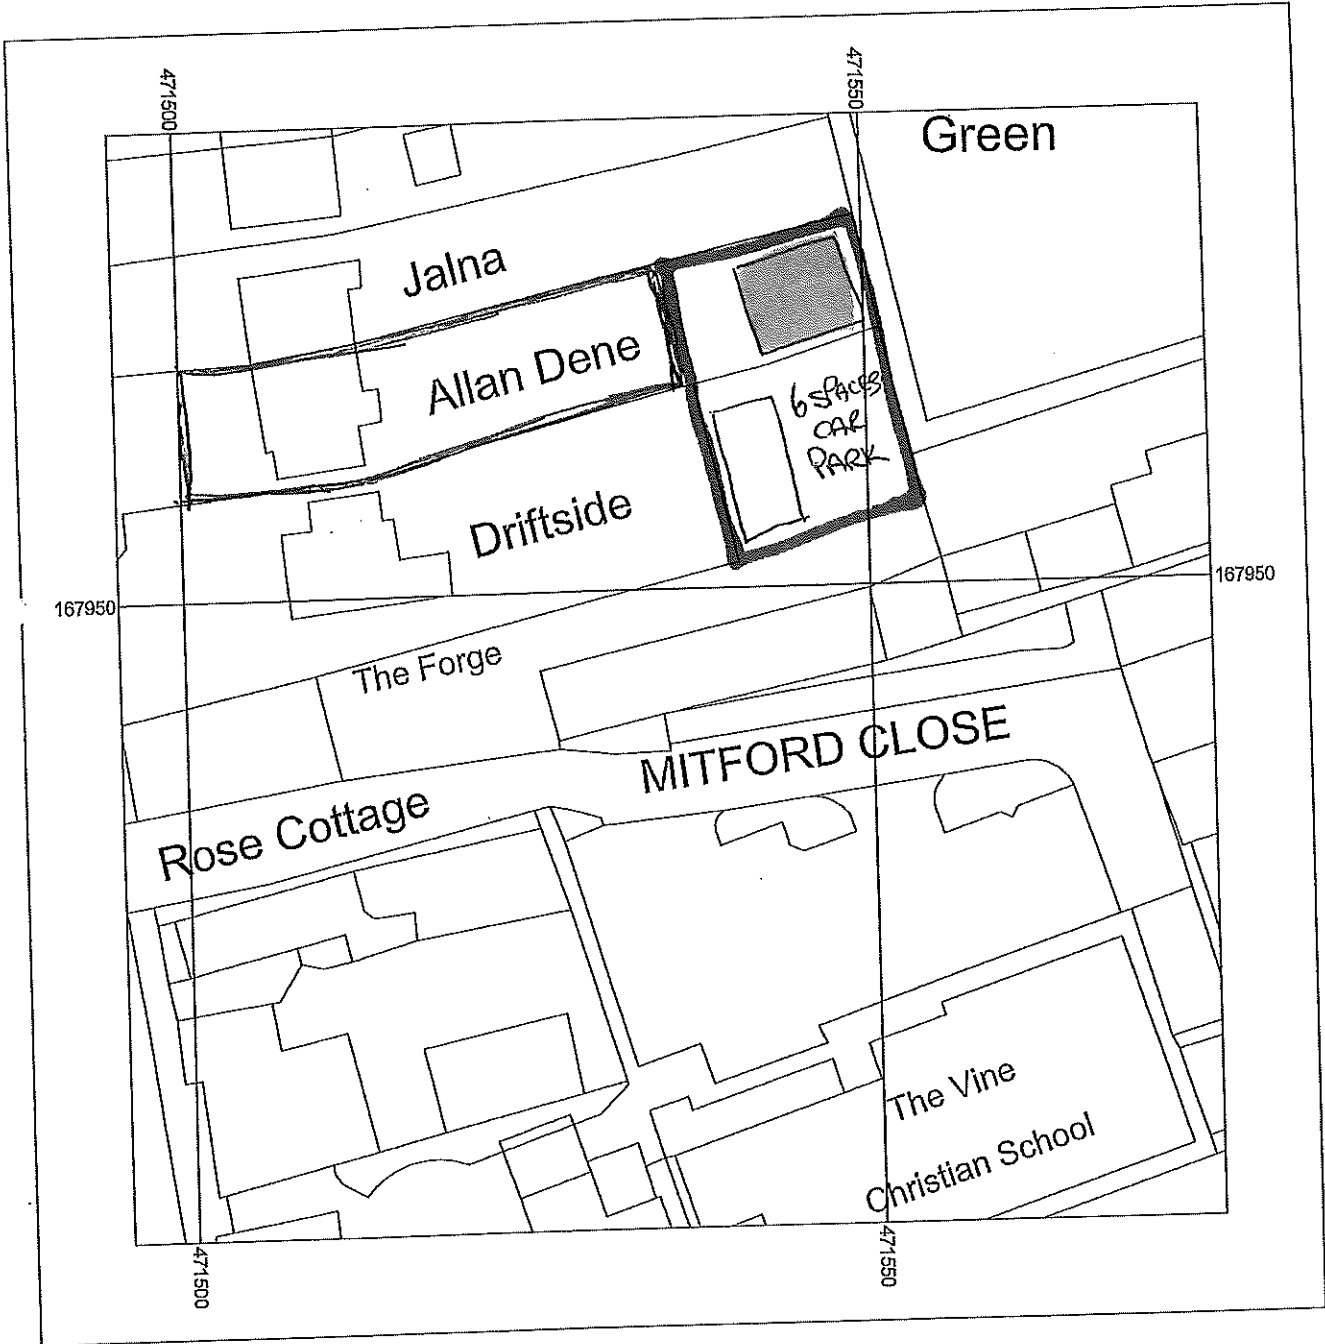 471500
471550
Green
Jalna
Allan Dene
6 SPACES
CAR
PARK
Driftside
167950
167950
The Forge
MITFORD CLOSE
Rose Cottage
The Vine
Christian School
471500
471550